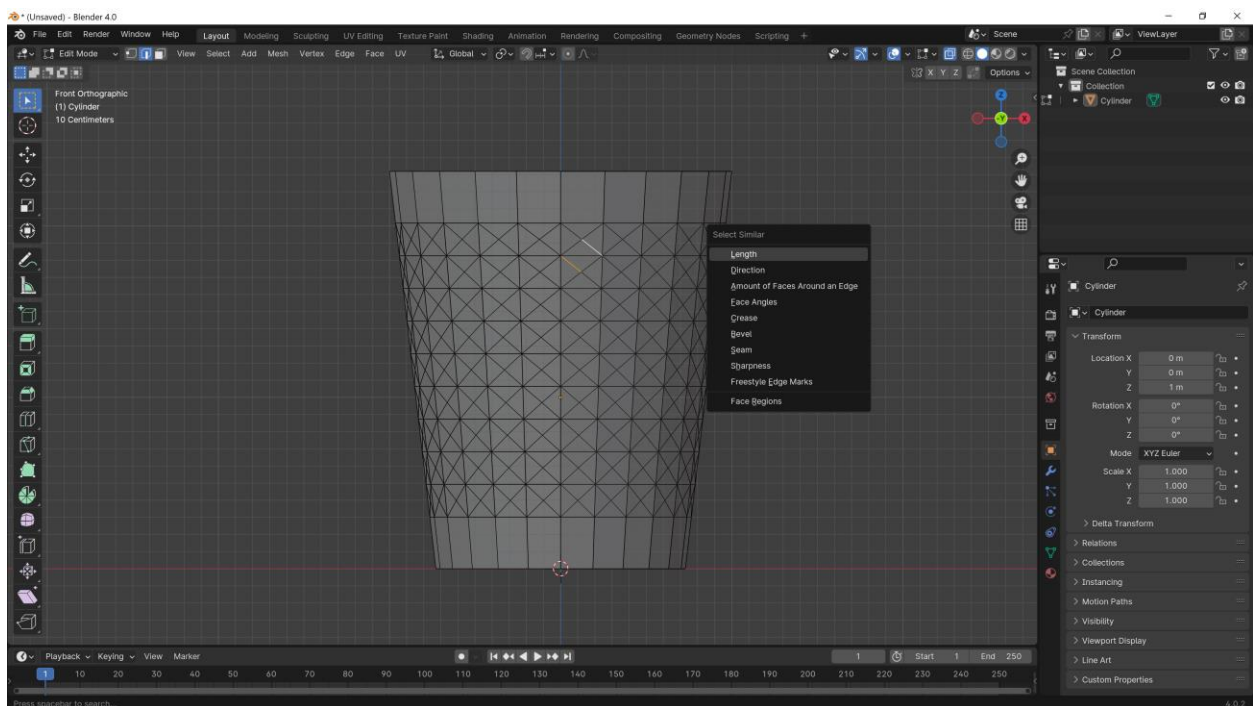 * (Unsaved) - Blender 4.0
File Edit Render Window Help Layout Modeling Sculpting UV Editing Texture Paint Shading Animation Rendering Compositing Geometry Nodes Scripting + Scene ViewLayer
Edit Mode View Select Add Mesh Vertex Edge Face UV Global
X Y Z Options
Front Orthographic
(1) Cylinder
10 Centimeters
Z
Y
X
Select Similar
Length
Direction
Amount of Faces Around an Edge
Face Angles
Crease
Bevel
Seam
Sharpness
Freestyle Edge Marks
Face Regions
Scene Collection
Collection
Cylinder
Cylinder
Cylinder
Transform
Location X 0 m
Y 0 m
Z 1 m
Rotation X 0°
Y 0°
Z 0°
Mode XYZ Euler
Scale X 1.000
Y 1.000
Z 1.000
Delta Transform
Relations
Collections
Instancing
Motion Paths
Visibility
Viewport Display
Line Art
Custom Properties
Playback Keying View Marker 1 Start 1 End 250
1 10 20 30 40 50 60 70 80 90 100 110 120 130 140 150 160 170 180 190 200 210 220 230 240 250
Press spacebar to search...
4.0.2